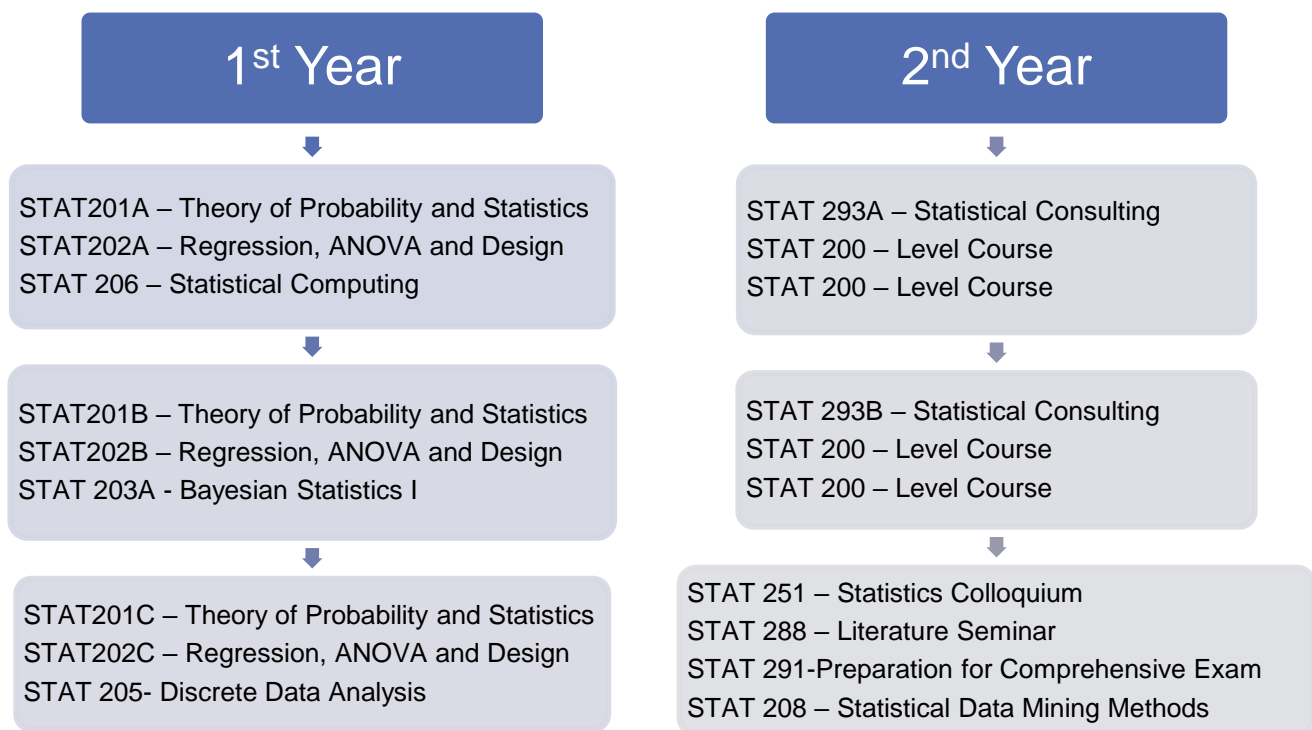 1st Year
STAT201A – Theory of Probability and Statistics
STAT202A – Regression, ANOVA and Design
STAT 206 – Statistical Computing
STAT201B – Theory of Probability and Statistics
STAT202B – Regression, ANOVA and Design
STAT 203A - Bayesian Statistics I
STAT201C – Theory of Probability and Statistics
STAT202C – Regression, ANOVA and Design
STAT 205- Discrete Data Analysis
2nd Year
STAT 293A – Statistical Consulting
STAT 200 – Level Course
STAT 200 – Level Course
STAT 293B – Statistical Consulting
STAT 200 – Level Course
STAT 200 – Level Course
STAT 251 – Statistics Colloquium
STAT 288 – Literature Seminar
STAT 291-Preparation for Comprehensive Exam
STAT 208 – Statistical Data Mining Methods